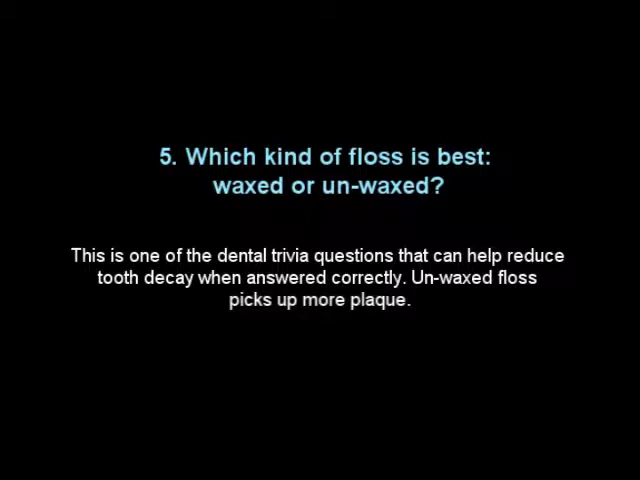 5. Which kind of floss is best:
waxed or un-waxed?
This is one of the dental trivia questions that can help reduce
tooth decay when answered correctly. Un-waxed floss
picks up more plaque.